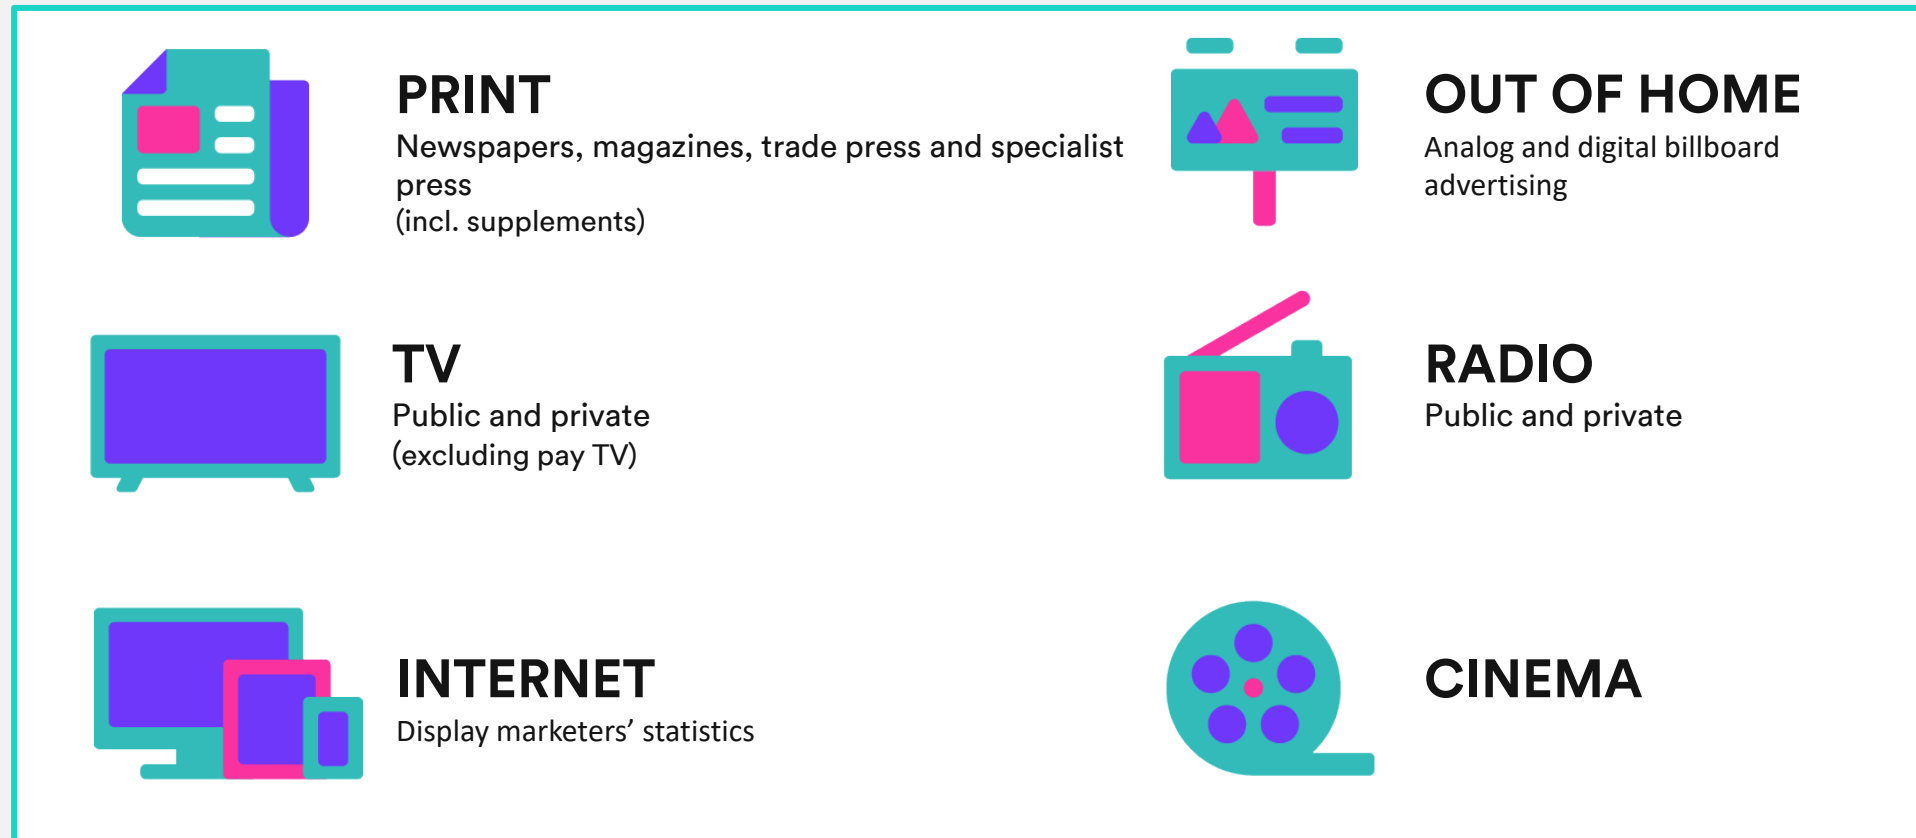 PRINT
Newspapers, magazines, trade press and specialist
press
(incl. supplements)
OUT OF HOME
Analog and digital billboard
advertising
TV
Public and private
(excluding pay TV)
RADIO
Public and private
INTERNET
Display marketers’ statistics
CINEMA